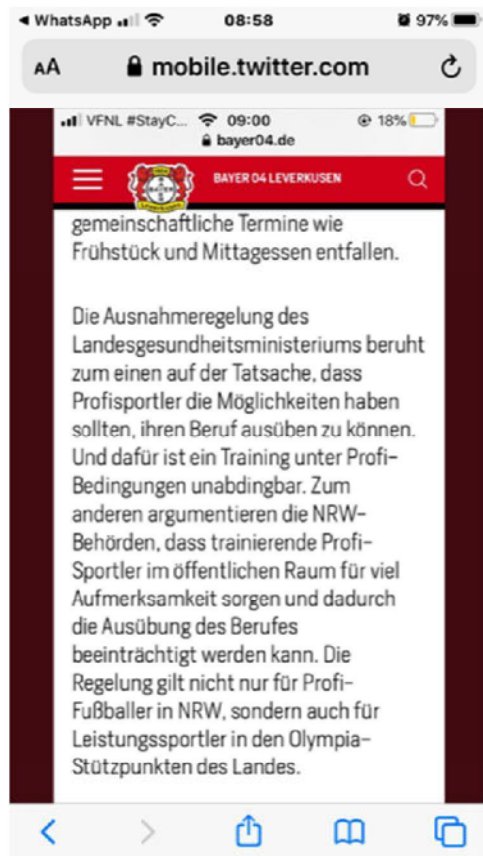 WhatsApp 08:58 97%
AA mobile.twitter.com
VFNL #StayC... 09:00 18%
bayer04.de
BAYER 04 LEVERKUSEN
gemeinschaftliche Termine wie
Frühstück und Mittagessen entfallen.
Die Ausnahmeregelung des
Landesgesundheitsministeriums beruht
zum einen auf der Tatsache, dass
Profisportler die Möglichkeiten haben
sollten, ihren Beruf ausüben zu können.
Und dafür ist ein Training unter Profi-
Bedingungen unabdingbar. Zum
anderen argumentieren die NRW-
Behörden, dass trainierende Profi-
Sportler im öffentlichen Raum für viel
Aufmerksamkeit sorgen und dadurch
die Ausübung des Berufes
beeinträchtigt werden kann. Die
Regelung gilt nicht nur für Profi-
Fußballer in NRW, sondern auch für
Leistungssportler in den Olympia-
Stützpunkten des Landes.